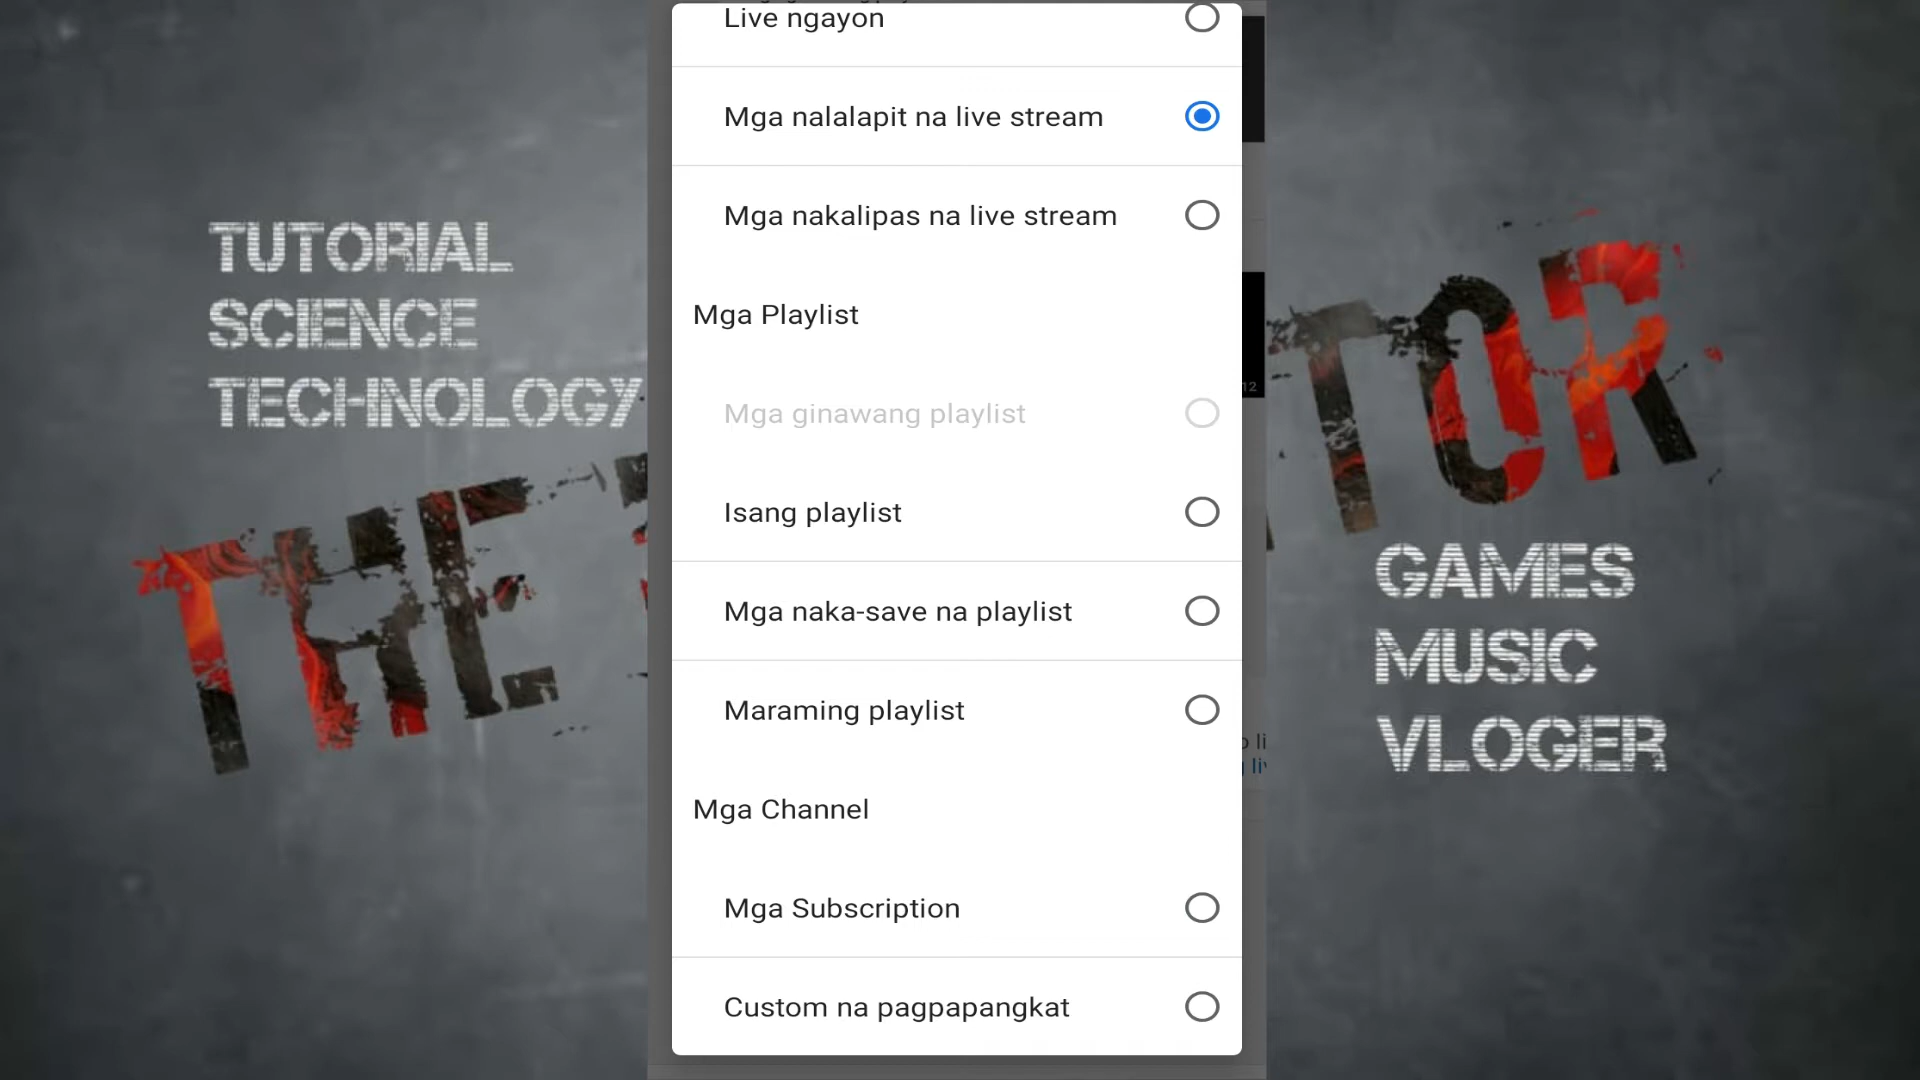 Live ngayon
Mga nalalapit na live stream
Mga nakalipas na live stream
Mga Playlist
Mga ginawang playlist
Isang playlist
Mga naka-save na playlist
Maraming playlist
Mga Channel
Mga Subscription
Custom na pagpapangkat
TUTORIAL
SCIENCE
TECHNOLOGY
THE
TOR
GAMES
MUSIC
VLOGER
12